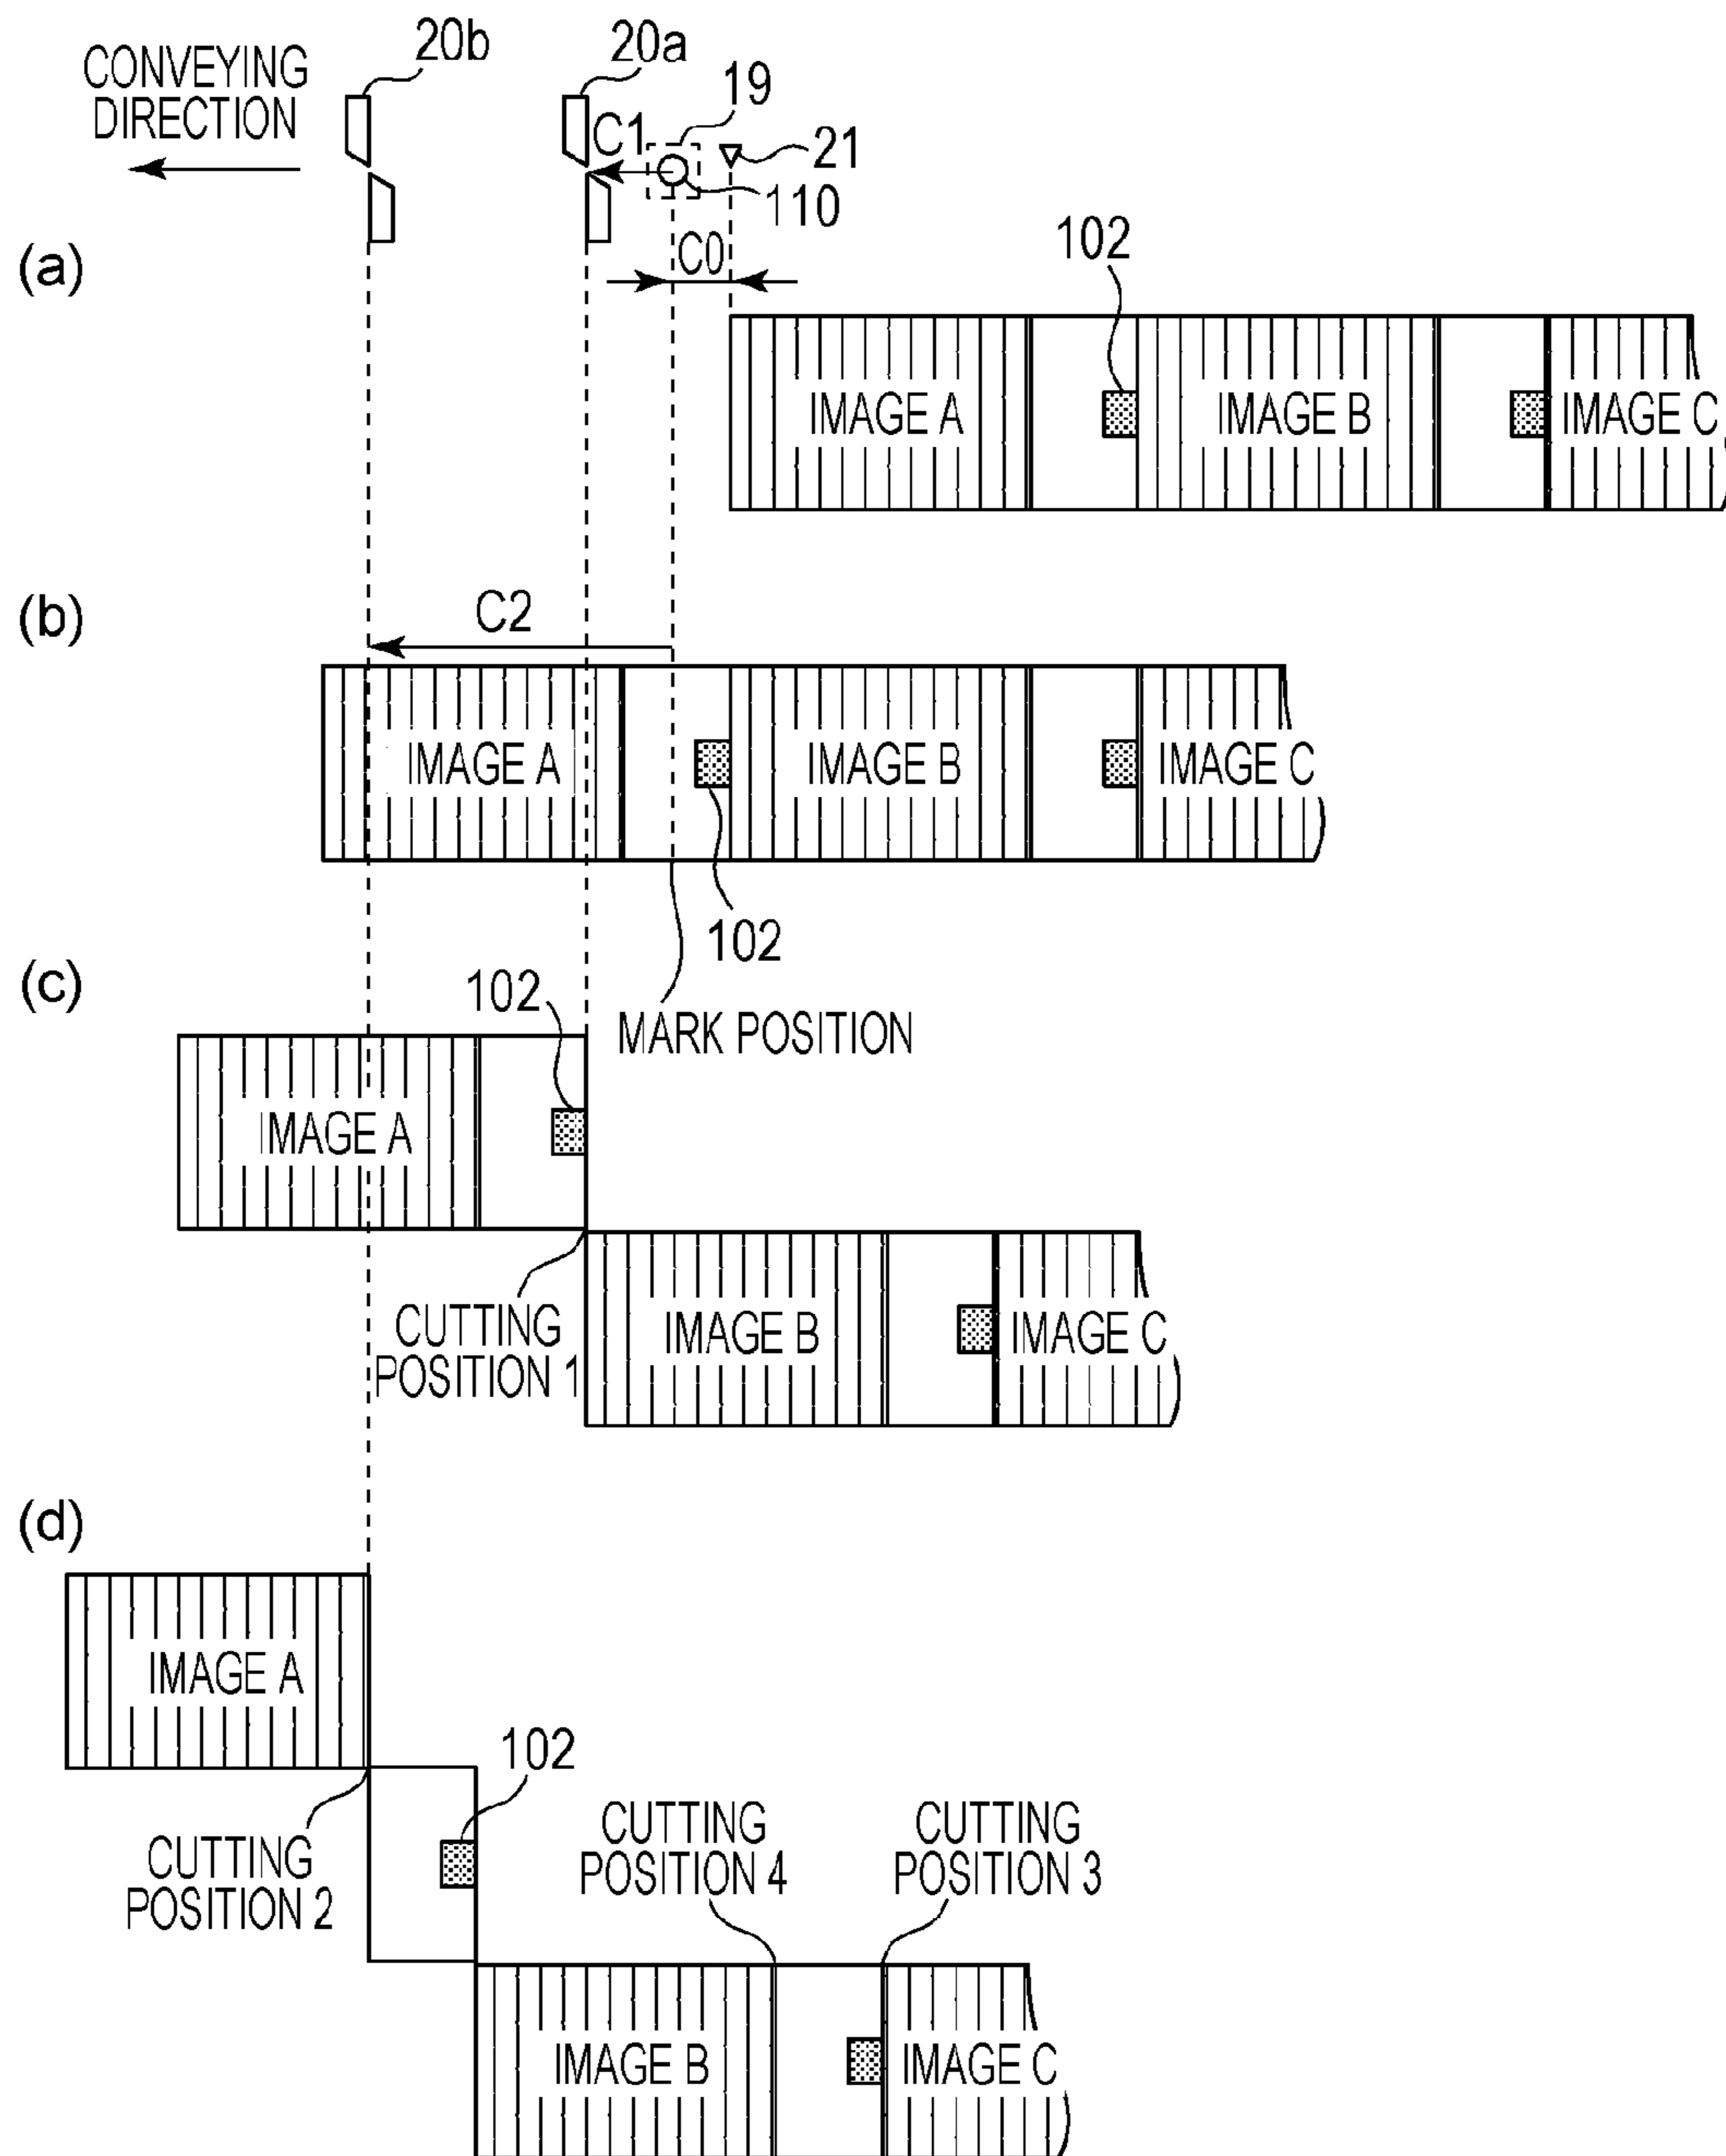 CONVEYING
DIRECTION
20b
20a
19
C1
21
110
C0
(a)
102
IMAGE A
IMAGE B
IMAGE C
(b)
C2
IMAGE A
IMAGE B
IMAGE C
102
MARK POSITION
(c)
102
IMAGE A
CUTTING
POSITION 1
IMAGE B
IMAGE C
(d)
IMAGE A
102
CUTTING
POSITION 2
CUTTING
POSITION 4
CUTTING
POSITION 3
IMAGE B
IMAGE C